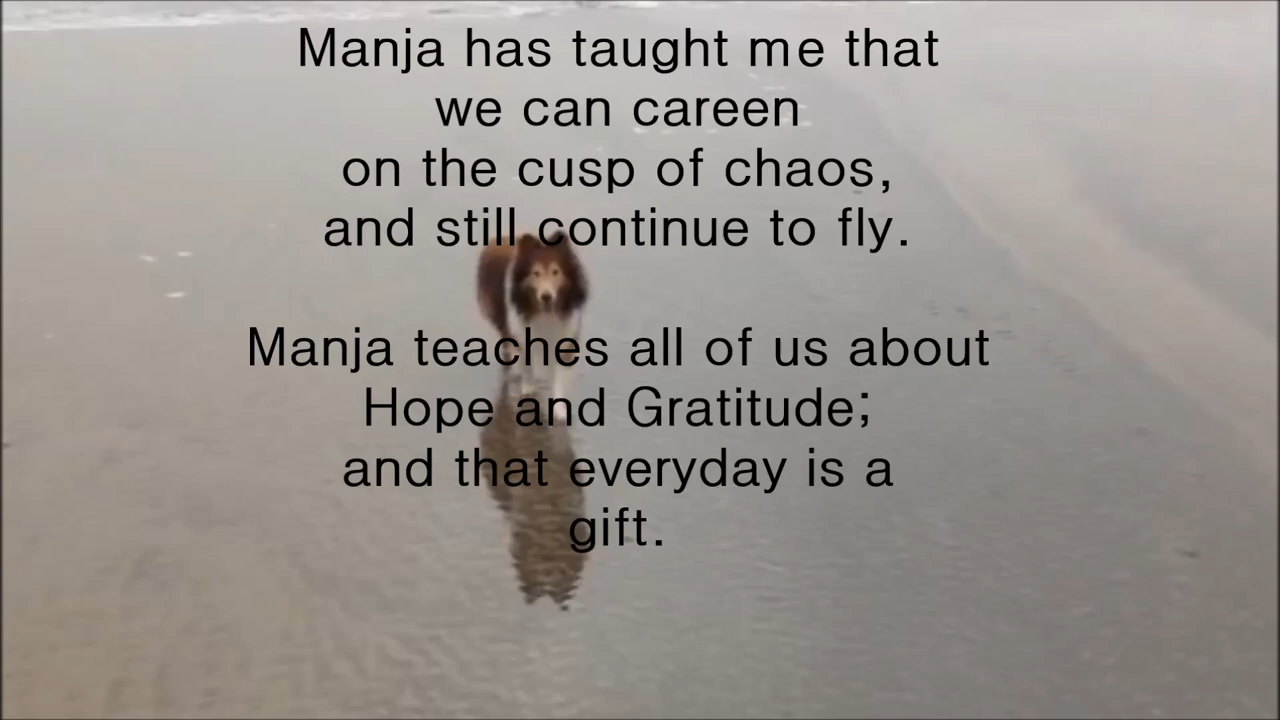 Manja has taught me that
we can careen
on the cusp of chaos,
and still continue to fly.
Manja teaches all of us about
Hope and Gratitude;
and that everyday is a
gift.